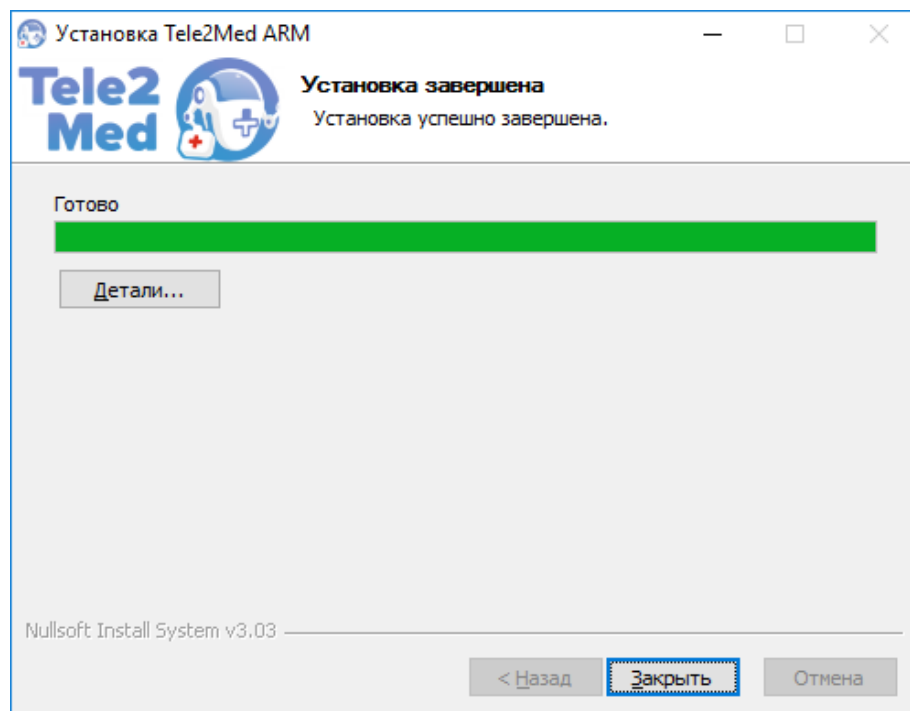 Установка Tele2Med ARM
Tele2
Med
Установка завершена
Установка успешно завершена.
Готово
Детали...
Nullsoft Install System v3.03
< Назад
Закрыть
Отмена